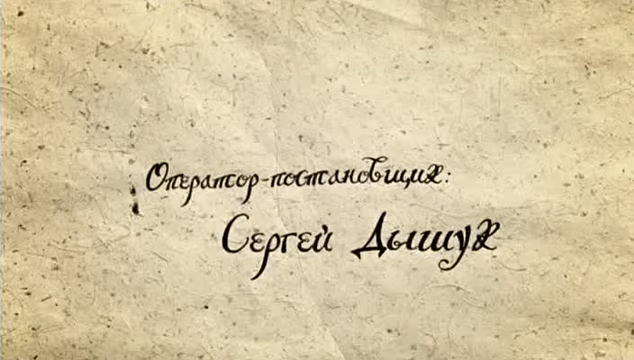 Оператор-постановщик:
Сергей Дышук